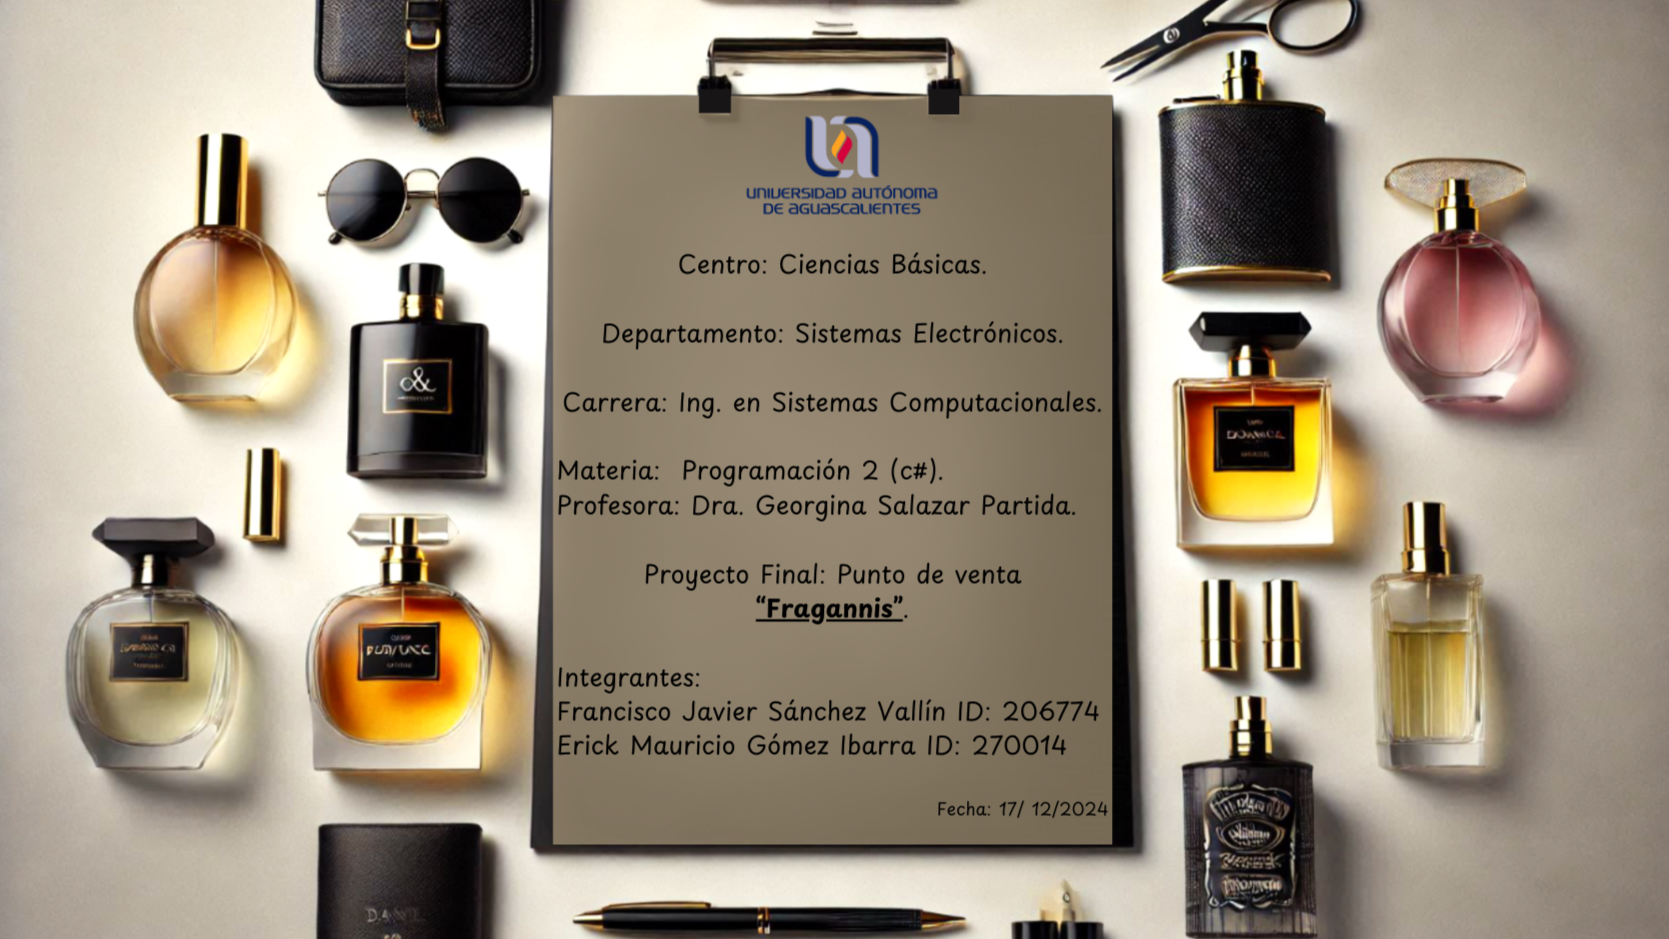 UNIVERSIDAD AUTÓNOMA
DE AGUASCALIENTES
Centro: Ciencias Básicas.
Departamento: Sistemas Electrónicos.
Carrera: Ing. en Sistemas Computacionales.
Materia: Programación 2 (c#).
Profesora: Dra. Georgina Salazar Partida.
Proyecto Final: Punto de venta
“Fragannis”.
Integrantes:
Francisco Javier Sánchez Vallín ID: 206774
Erick Mauricio Gómez Ibarra ID: 270014
Fecha: 17/ 12/2024